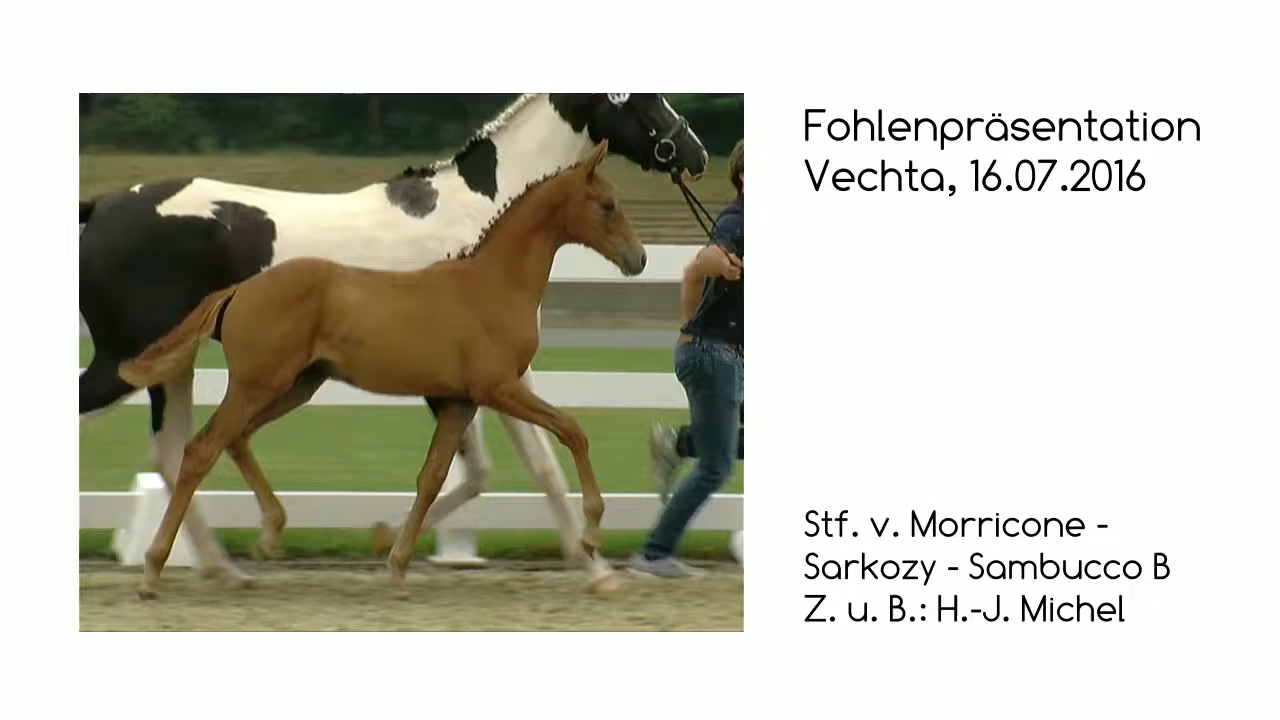 Fohlenpräsentation
Vechta, 16.07.2016
Stf. v. Morricone -
Sarkozy - Sambucco B
Z. u. B.: H.-J. Michel